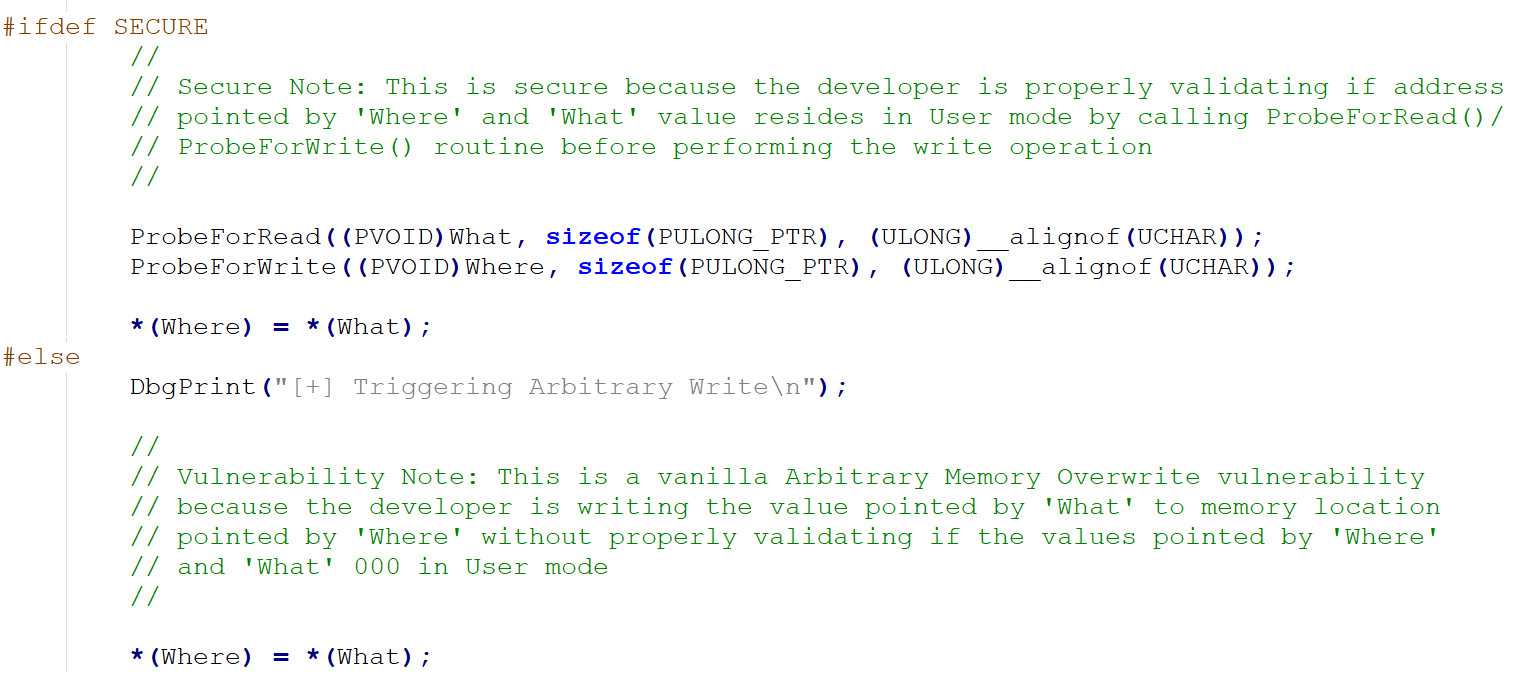 #ifdef SECURE
//
// Secure Note: This is secure because the developer is properly validating if address
// pointed by 'Where' and 'What' value resides in User mode by calling ProbeForRead()/
// ProbeForWrite() routine before performing the write operation
//
ProbeForRead((PVOID)What, sizeof(PULONG_PTR), (ULONG)__alignof(UCHAR));
ProbeForWrite((PVOID)Where, sizeof(PULONG_PTR), (ULONG)__alignof(UCHAR));
*(Where) = *(What);
#else
DbgPrint("[+] Triggering Arbitrary Write\n");
//
// Vulnerability Note: This is a vanilla Arbitrary Memory Overwrite vulnerability
// because the developer is writing the value pointed by 'What' to memory location
// pointed by 'Where' without properly validating if the values pointed by 'Where'
// and 'What' 000 in User mode
//
*(Where) = *(What);